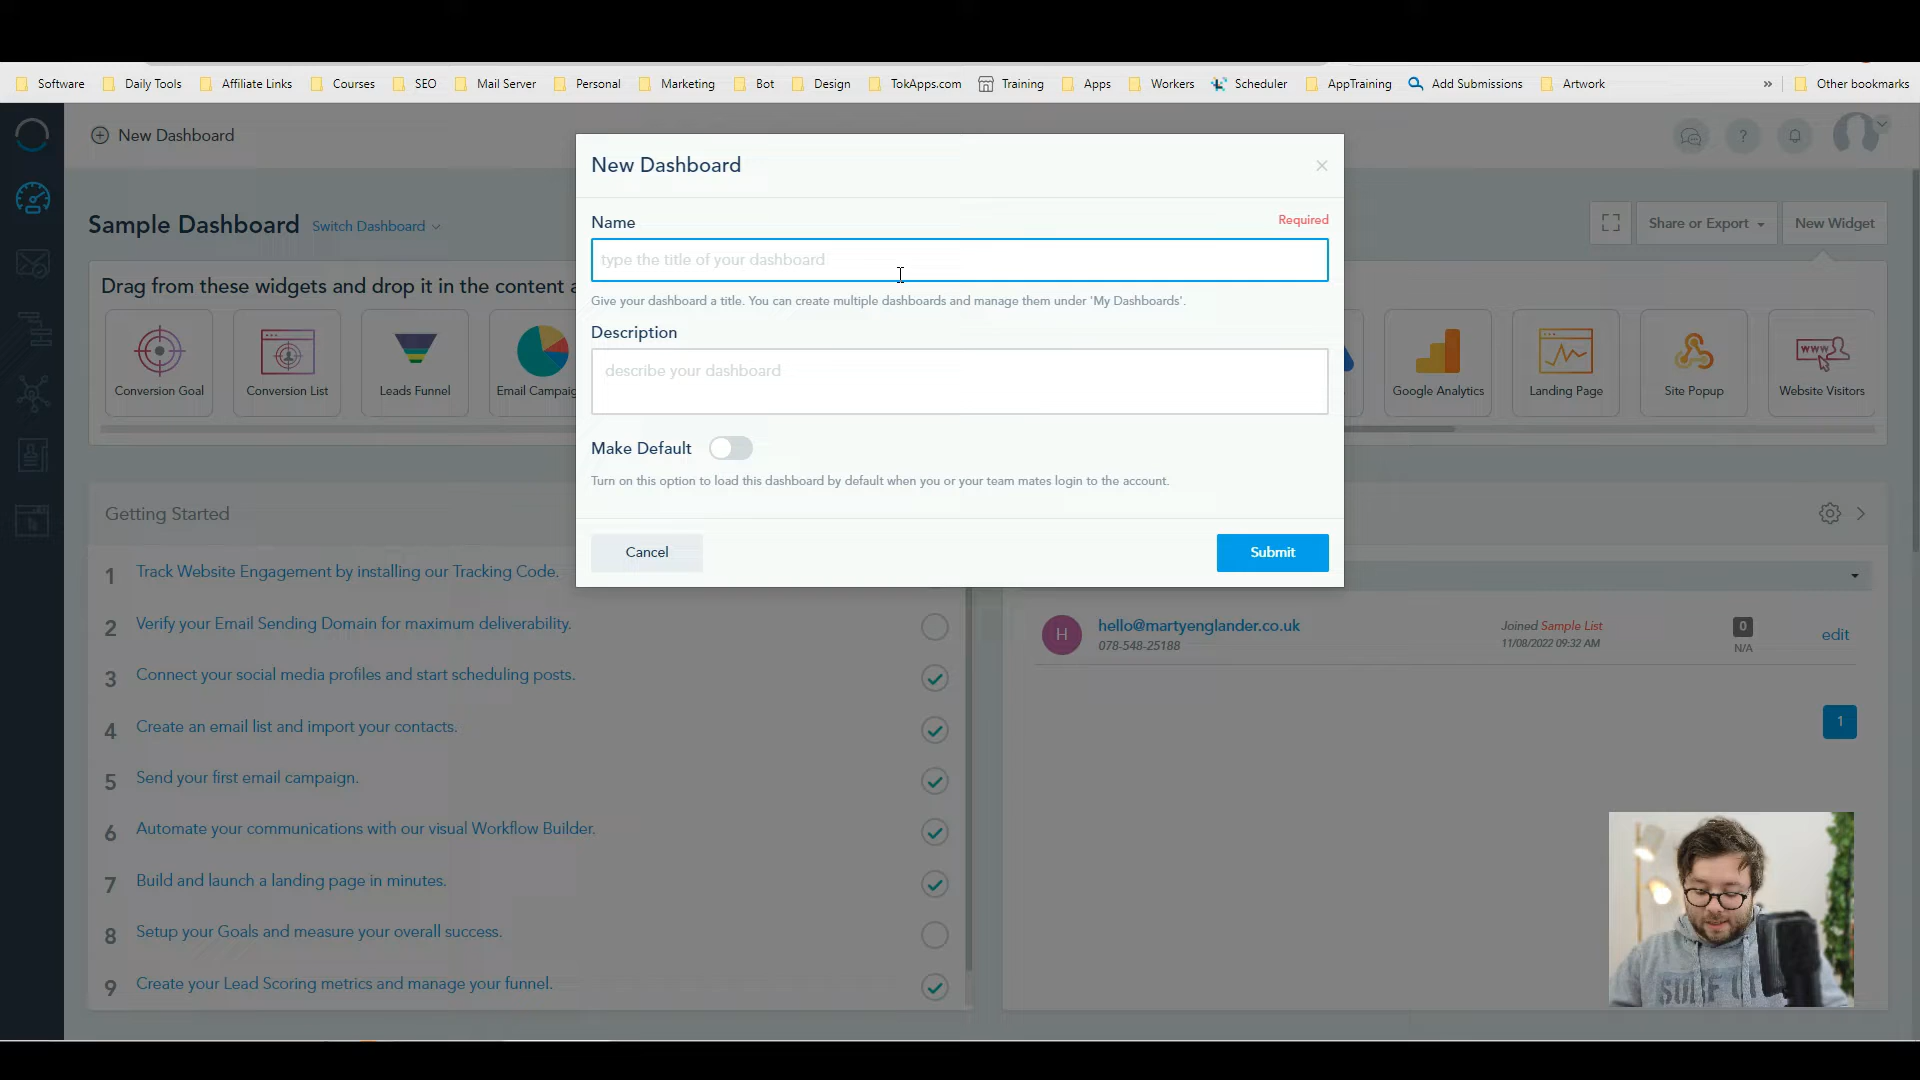 Software Daily Tools Affiliate Links Courses SEO Mail Server Personal Marketing Bot Design TokApps.com Training Apps Workers Scheduler AppTraining Add Submissions Artwork » Other bookmarks
New Dashboard
Sample Dashboard Switch Dashboard
Share or Export New Widget
Drag from these widgets and drop it in the content
Conversion Goal Conversion List Leads Funnel Email Campaig
Google Analytics Landing Page Site Popup Website Visitors
www
New Dashboard
Name Required
type the title of your dashboard
Give your dashboard a title. You can create multiple dashboards and manage them under 'My Dashboards'.
Description
describe your dashboard
Make Default
Turn on this option to load this dashboard by default when you or your team mates login to the account.
Cancel Submit
Getting Started
1 Track Website Engagement by installing our Tracking Code.
2 Verify your Email Sending Domain for maximum deliverability.
3 Connect your social media profiles and start scheduling posts.
4 Create an email list and import your contacts.
5 Send your first email campaign.
6 Automate your communications with our visual Workflow Builder.
7 Build and launch a landing page in minutes.
8 Setup your Goals and measure your overall success.
9 Create your Lead Scoring metrics and manage your funnel.
H hello@martyenglander.co.uk Joined Sample List 0 edit
078-548-25188 11/08/2022 09:32 AM N/A
1
SURF